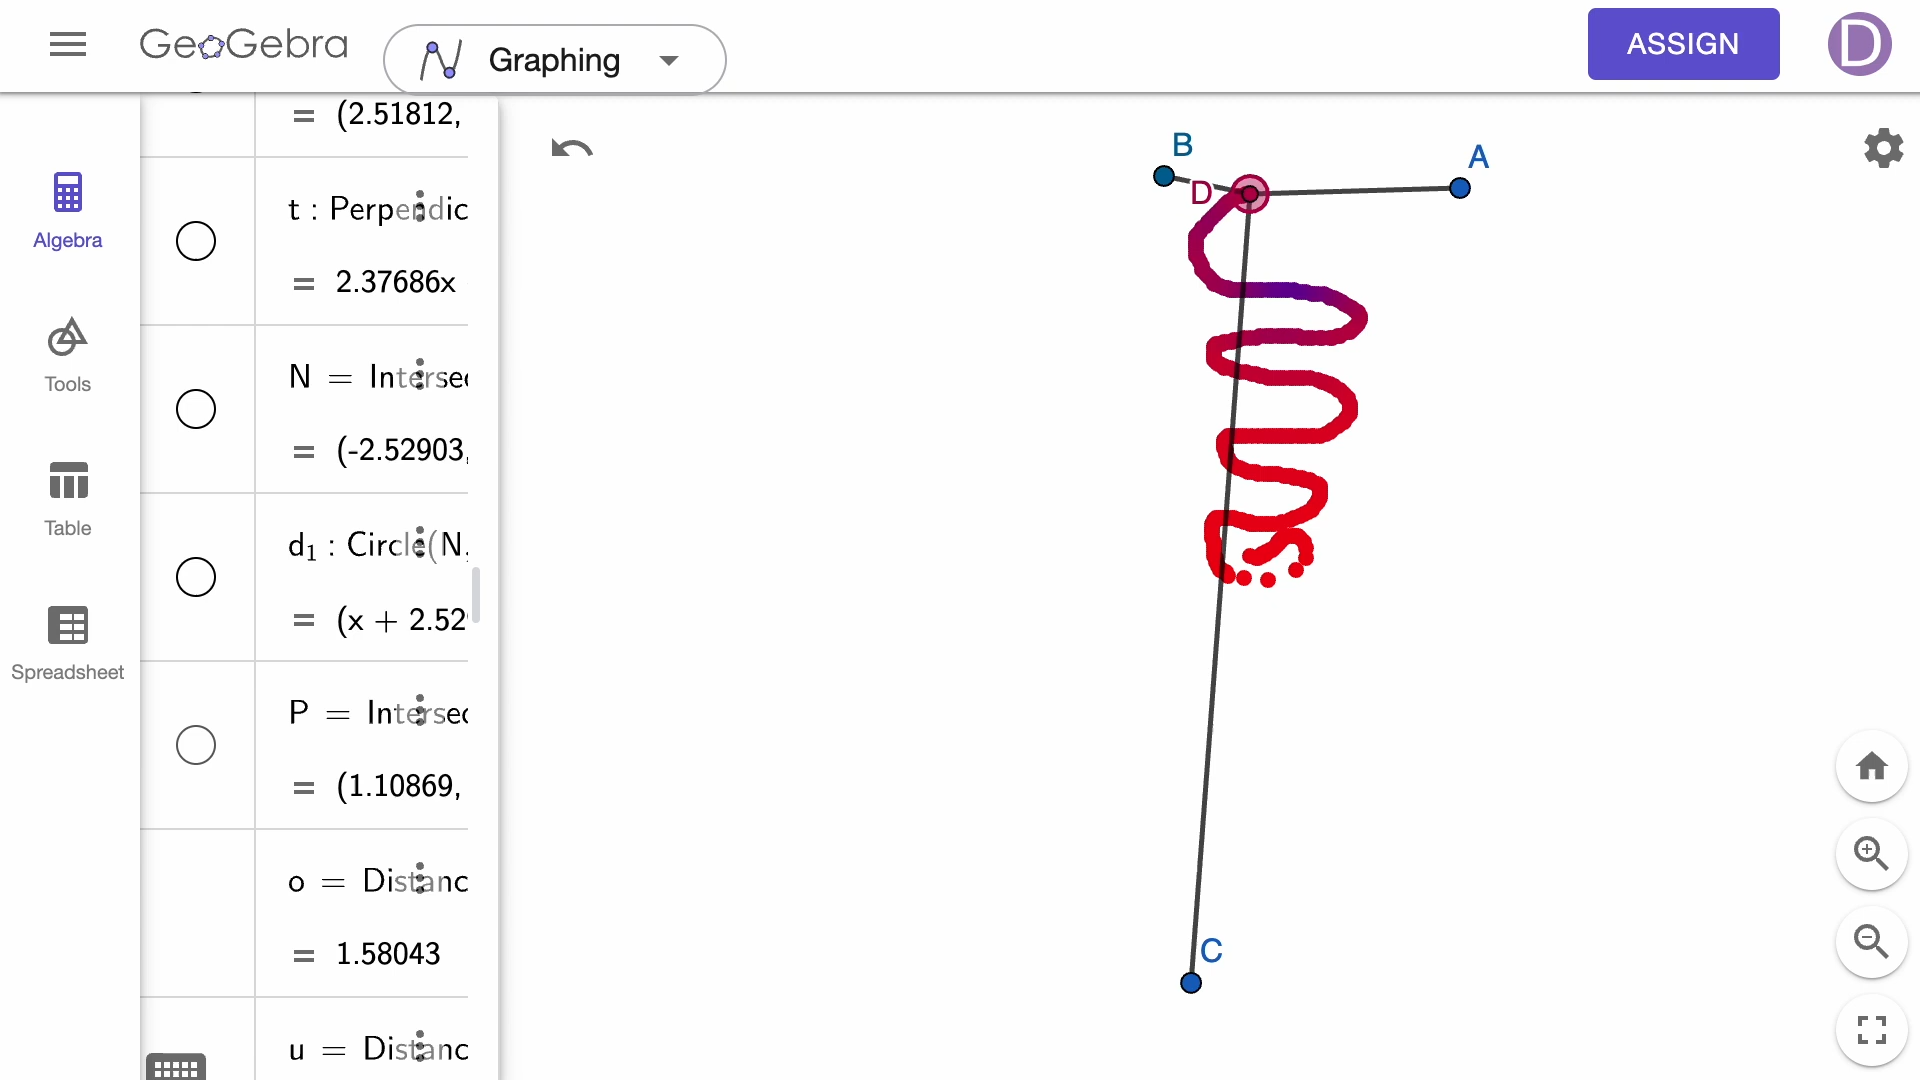 GeoGebra
Graphing
ASSIGN
D
= (2.51812,
Algebra
t : Perpendic
= 2.37686x
Tools
N = Intersec
= (-2.52903,
Table
d₁ : Circle(N,
= (x + 2.52
Spreadsheet
P = Intersec
= (1.10869,
o = Distanc
= 1.58043
u = Distanc
B
A
D
C